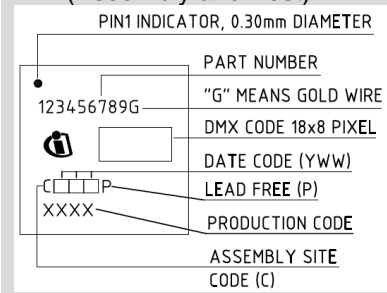 PIN1 INDICATOR, 0.30mm DIAMETER
PART NUMBER
123456789G
"G" MEANS GOLD WIRE
DMX CODE 18x8 PIXEL
DATE CODE (YWW)
C P
LEAD FREE (P)
XXXX
PRODUCTION CODE
ASSEMBLY SITE
CODE (C)